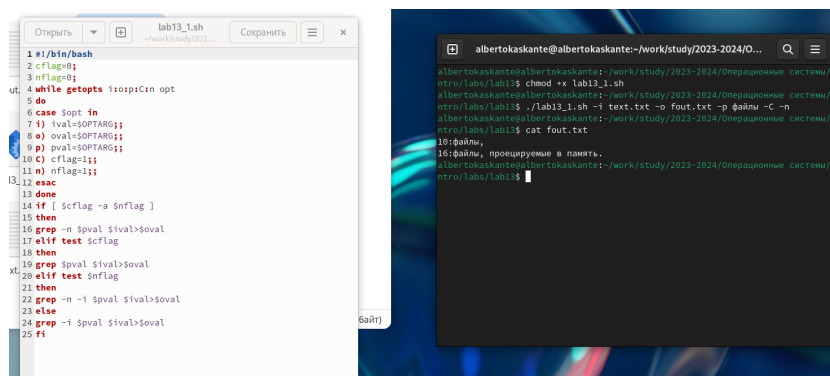 Открыть
lab13_1.sh
~/work/study/202...
Сохранить
1 #!/bin/bash
2 cflag=0;
3 nflag=0;
4 while getopts i:o:p:C:n opt
5 do
6 case $opt in
7 i) ival=$OPTARG;;
8 o) oval=$OPTARG;;
9 p) pval=$OPTARG;;
10 C) cflag=1;;
11 n) nflag=1;;
12 esac
13 done
14 if [ $cflag -a $nflag ]
15 then
16 grep -n $pval $ival>$oval
17 elif test $cflag
18 then
19 grep $pval $ival>$oval
20 elif test $nflag
21 then
22 grep -n -i $pval $ival>$oval
23 else
24 grep -i $pval $ival>$oval
25 fi
байт)
albertokaskante@albertokaskante:~/work/study/2023-2024/O...
albertokaskante@albertokaskante:~/work/study/2023-2024/Операционные системы/
ntro/labs/lab13$ chmod +x lab13_1.sh
albertokaskante@albertokaskante:~/work/study/2023-2024/Операционные системы/
ntro/labs/lab13$ ./lab13_1.sh -i text.txt -o fout.txt -p файлы -C -n
albertokaskante@albertokaskante:~/work/study/2023-2024/Операционные системы/
ntro/labs/lab13$ cat fout.txt
10:файлы,
16:файлы, проецируемые в память.
albertokaskante@albertokaskante:~/work/study/2023-2024/Операционные системы/
ntro/labs/lab13$